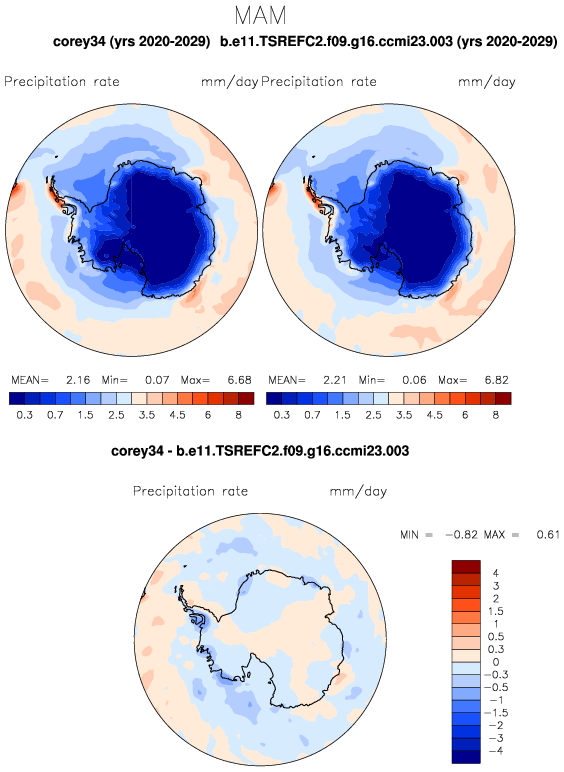 MAM
corey34 (yrs 2020-2029) b.e11.TSREFC2.f09.g16.ccmi23.003 (yrs 2020-2029)
Precipitation rate mm/day Precipitation rate mm/day
MEAN= 2.16 Min= 0.07 Max= 6.68 MEAN= 2.21 Min= 0.06 Max= 6.82
0.3 0.7 1.5 2.5 3.5 4.5 6 8 0.3 0.7 1.5 2.5 3.5 4.5 6 8
corey34 - b.e11.TSREFC2.f09.g16.ccmi23.003
Precipitation rate mm/day
MIN = -0.82 MAX = 0.61
4
3
2
1.5
1
0.5
0.3
0
-0.3
-0.5
-1
-1.5
-2
-3
-4